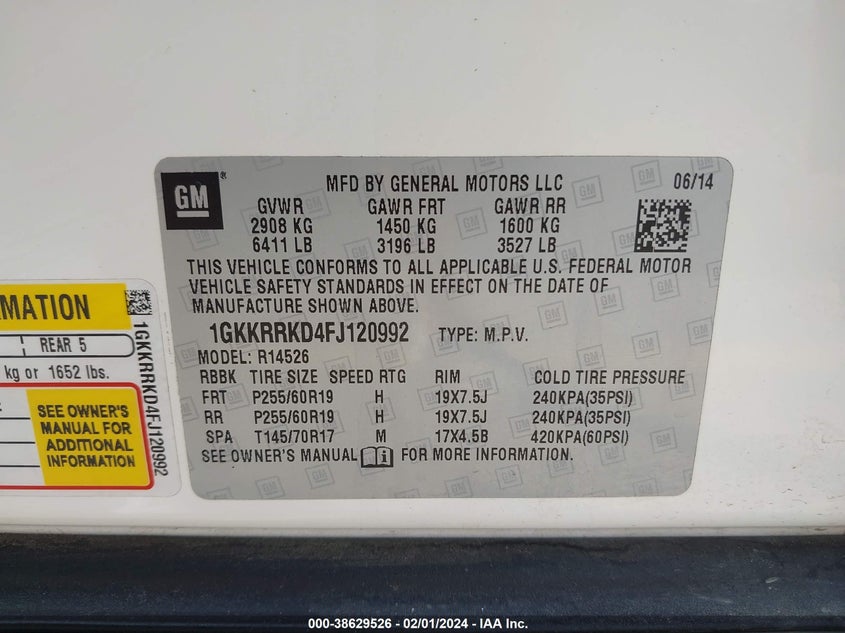 GM
MFD BY GENERAL MOTORS LLC 06/14
GVWR GAWR FRT GAWR RR
2908 KG 1450 KG 1600 KG
6411 LB 3196 LB 3527 LB
THIS VEHICLE CONFORMS TO ALL APPLICABLE U.S. FEDERAL MOTOR
VEHICLE SAFETY STANDARDS IN EFFECT ON THE DATE OF
MANUFACTURE SHOWN ABOVE.
1GKKRRKD4FJ120992 TYPE: M.P.V.
MODEL: R14526
RBBK TIRE SIZE SPEED RTG RIM COLD TIRE PRESSURE
FRT P255/60R19 H 19X7.5J 240KPA(35PSI)
RR P255/60R19 H 19X7.5J 240KPA(35PSI)
SPA T145/70R17 M 17X4.5B 420KPA(60PSI)
SEE OWNER'S MANUAL FOR MORE INFORMATION.
REAR 5
kg or 1652 lbs.
SEE OWNER'S
MANUAL FOR
ADDITIONAL
INFORMATION
1GKKRRKD4FJ120992
000-38629526 - 02/01/2024 - IAA Inc.